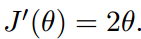 J′(θ) = 2θ.